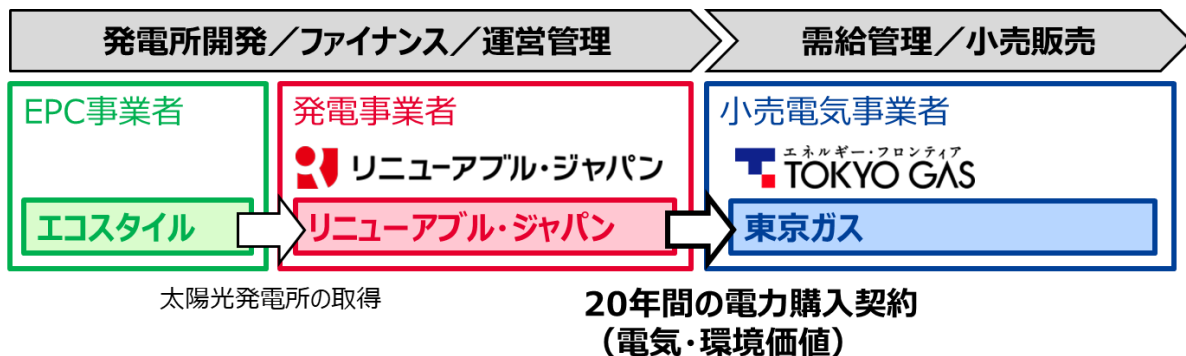 発電所開発／ファイナンス／運営管理
需給管理／小売販売
EPC事業者
発電事業者
小売電気事業者
リニューアブル・ジャパン
エネルギー・フロンティア
TOKYO GAS
エコスタイル
リニューアブル・ジャパン
東京ガス
太陽光発電所の取得
20年間の電力購入契約
（電気・環境価値）